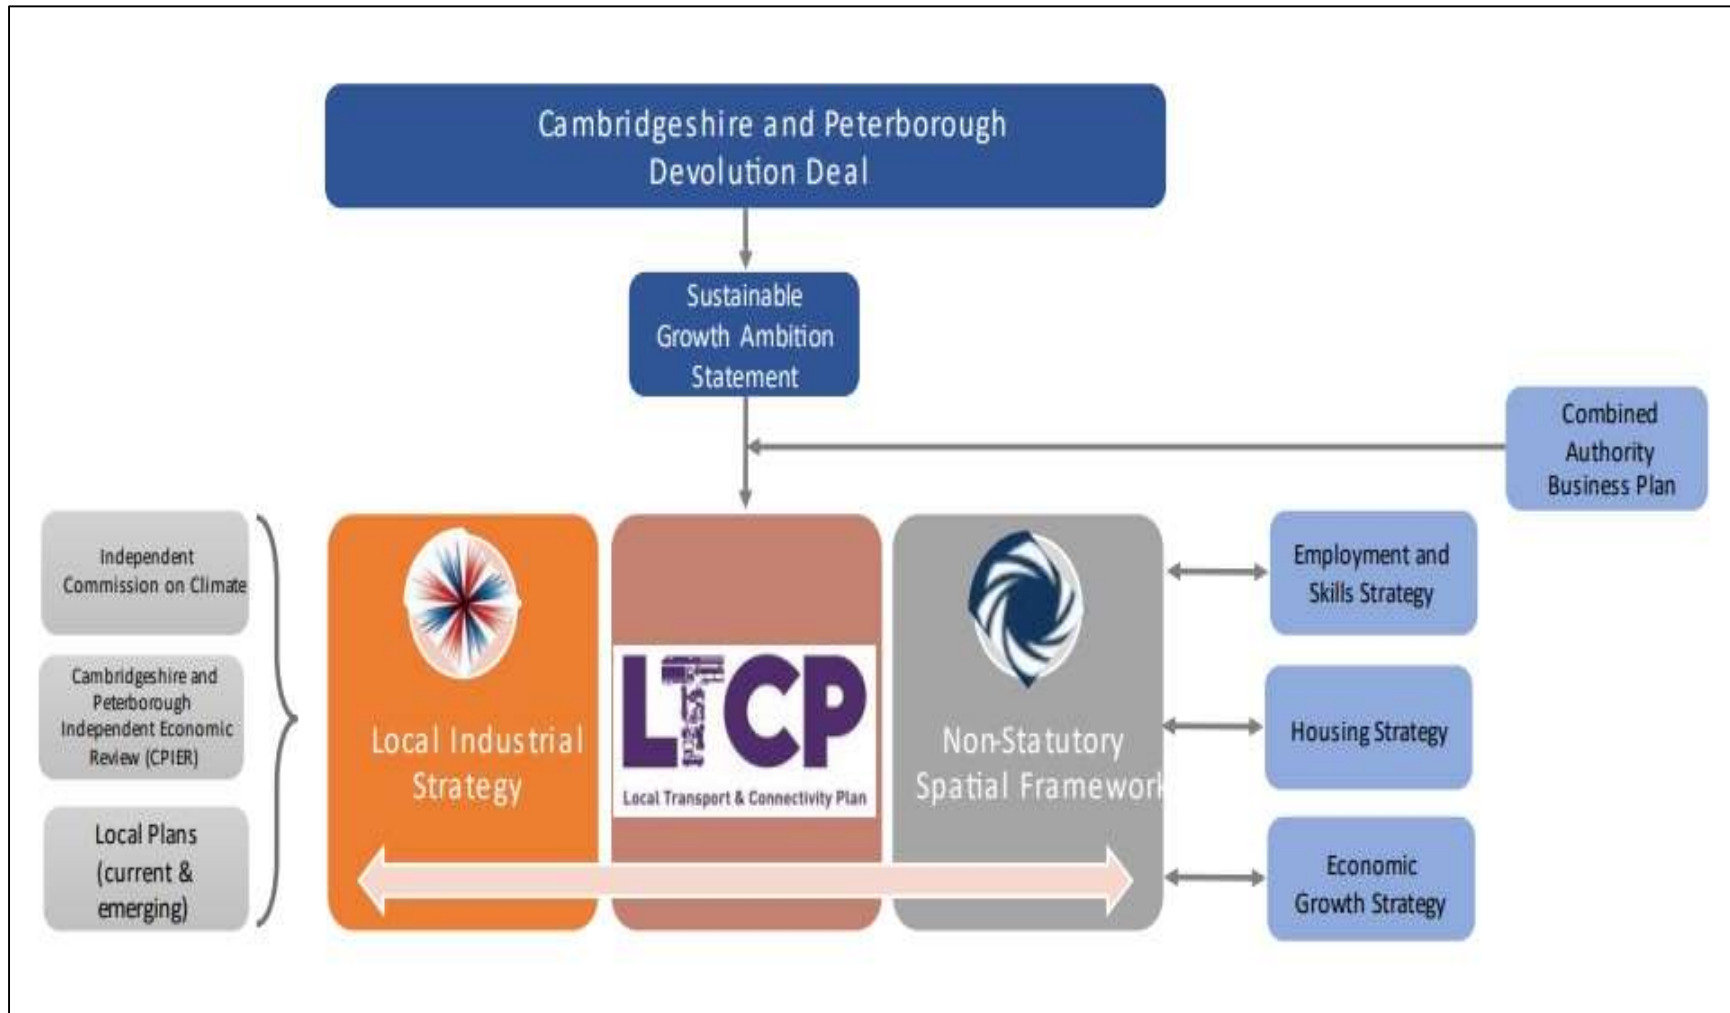 Cambridgeshire and Peterborough
Devolution Deal
Sustainable
Growth Ambition
Statement
Combined
Authority
Business Plan
Independent
Commission on Climate
Cambridgeshire and
Peterborough
Independent Economic
Review (CPIER)
Local Plans
(current &
emerging)
Local Industrial
Strategy
LTCP
Local Transport & Connectivity Plan
Non-Statutory
Spatial Framework
Employment and
Skills Strategy
Housing Strategy
Economic
Growth Strategy